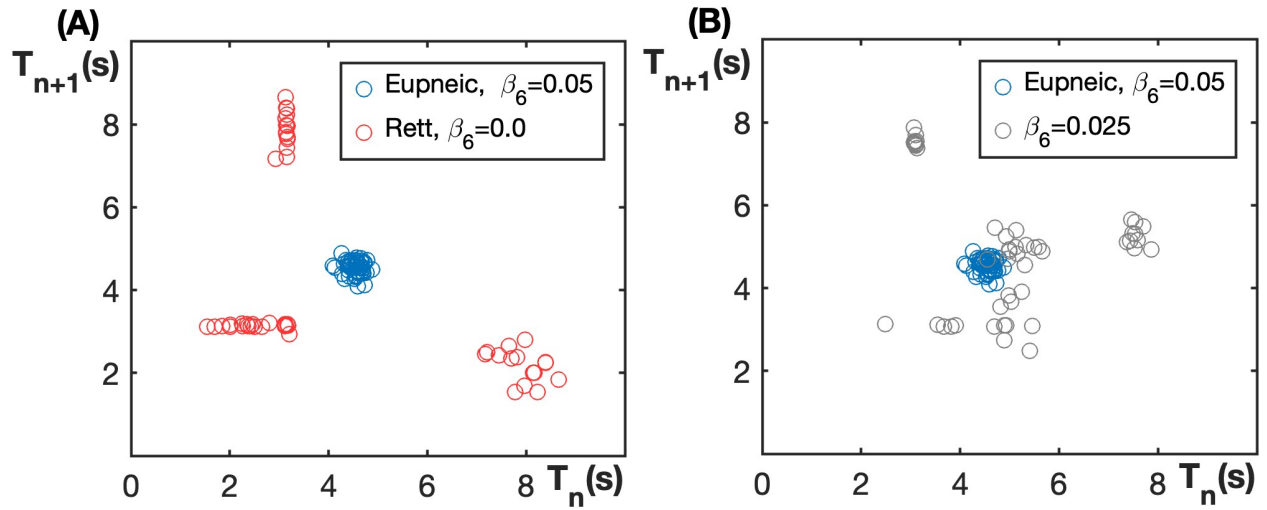 (A)
T_{n+1}(s)
Eupneic, β_6=0.05
Rett, β_6=0.0
8
6
4
2
0 2 4 6 8 T_n(s)
(B)
T_{n+1}(s)
Eupneic, β_6=0.05
β_6=0.025
8
6
4
2
0 2 4 6 8 T_n(s)